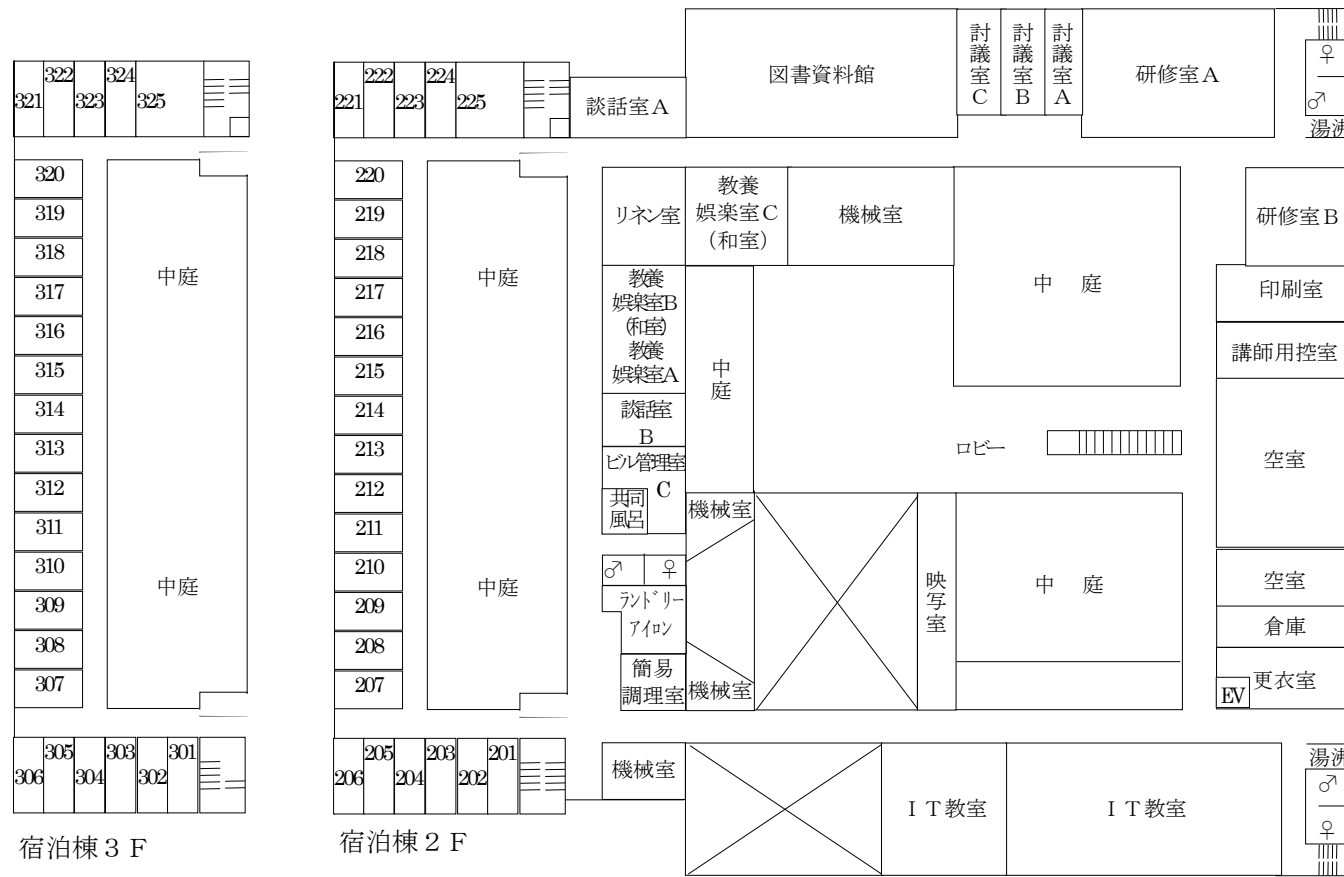 322
324
321
323
325
320
319
318
317
316
315
314
313
312
311
310
309
308
307
中庭
中庭
305
303
301
306
304
302
宿泊棟３Ｆ
222
224
221
223
225
220
219
218
217
216
215
214
213
212
211
210
209
208
207
中庭
中庭
205
203
201
206
204
202
宿泊棟２Ｆ
談話室Ａ
図書資料館
討議室Ｃ
討議室Ｂ
討議室Ａ
研修室Ａ
♀
♂
湯沸
リネン室
教養
娯楽室Ｃ
（和室）
機械室
中　庭
研修室Ｂ
教養
娯楽室B
(和室)
教養
娯楽室A
中庭
印刷室
講師用控室
談話室
B
ロビー
空室
ビル管理室
C
共同
風呂
機械室
♂
♀
ランドリー
アイロン
映写室
中　庭
空室
倉庫
簡易
調理室
機械室
更衣室
EV
機械室
ＩＴ教室
ＩＴ教室
湯沸
♂
♀